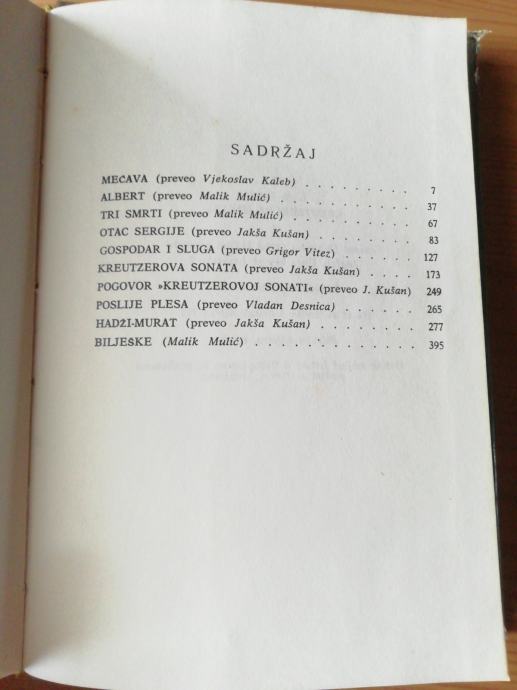 SADRŽAJ
MEĆAVA (preveo Vjekoslav Kaleb) . . . . . . . . . 7
ALBERT (preveo Malik Mulić) . . . . . . . . . . . 37
TRI SMRTI (preveo Malik Mulić) . . . . . . . . . . 67
OTAC SERGIJE (preveo Jakša Kušan) . . . . . . . . 83
GOSPODAR I SLUGA (preveo Grigor Vitez) . . . . . . 127
KREUTZEROVA SONATA (preveo Jakša Kušan) . . . . 173
POGOVOR »KREUTZEROVOJ SONATI« (preveo J. Kušan) 249
POSLIJE PLESA (preveo Vladan Desnica) . . . . . . 265
HADŽI-MURAT (preveo Jakša Kušan) . . . . . . . . 277
BILJEŠKE (Malik Mulić) . . . . . . . . . . . . . 395